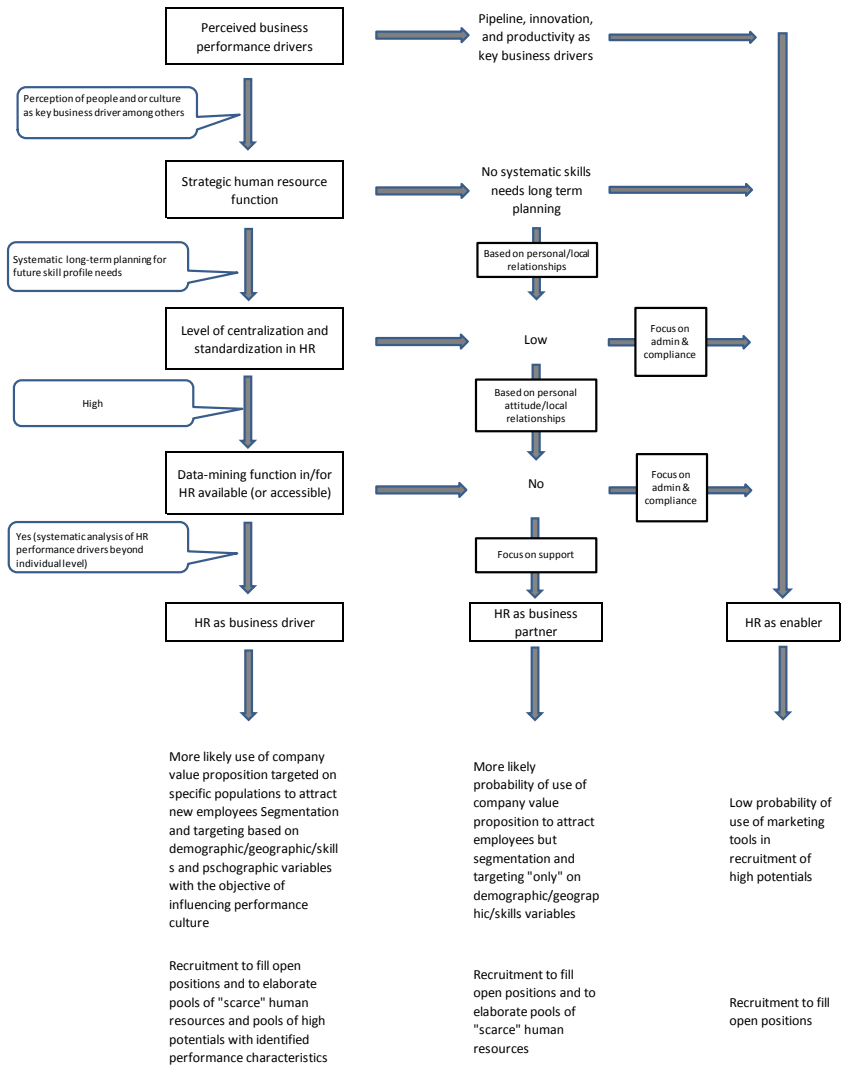 Perceived business
performance drivers
Pipeline, innovation,
and productivity as
key business drivers
Perception of people and or culture
as key business driver among others
Strategic human resource
function
No systematic skills
needs long term
planning
Systematic long-term planning for
future skill profile needs
Based on personal/local
relationships
Level of centralization and
standardization in HR
Low
Focus on
admin &
compliance
High
Based on personal
attitude/local
relationships
Data-mining function in/for
HR available (or accessible)
No
Focus on
admin &
compliance
Yes (systematic analysis of HR
performance drivers beyond
individual level)
Focus on support
HR as business driver
HR as business
partner
HR as enabler
More likely use of company
value proposition targeted on
specific populations to attract
new employees Segmentation
and targeting based on
demographic/geographic/skill
s and pschographic variables
with the objective of
influencing performance
culture
More likely
probability of use of
company value
proposition to attract
employees but
segmentation and
targeting "only" on
demographic/geograp
hic/skills variables
Low probability of
use of marketing
tools in
recruitment of
high potentials
Recruitment to fill open
positions and to elaborate
pools of "scarce" human
resources and pools of high
potentials with identified
performance characteristics
Recruitment to fill
open positions and to
elaborate pools of
"scarce" human
resources
Recruitment to fill
open positions